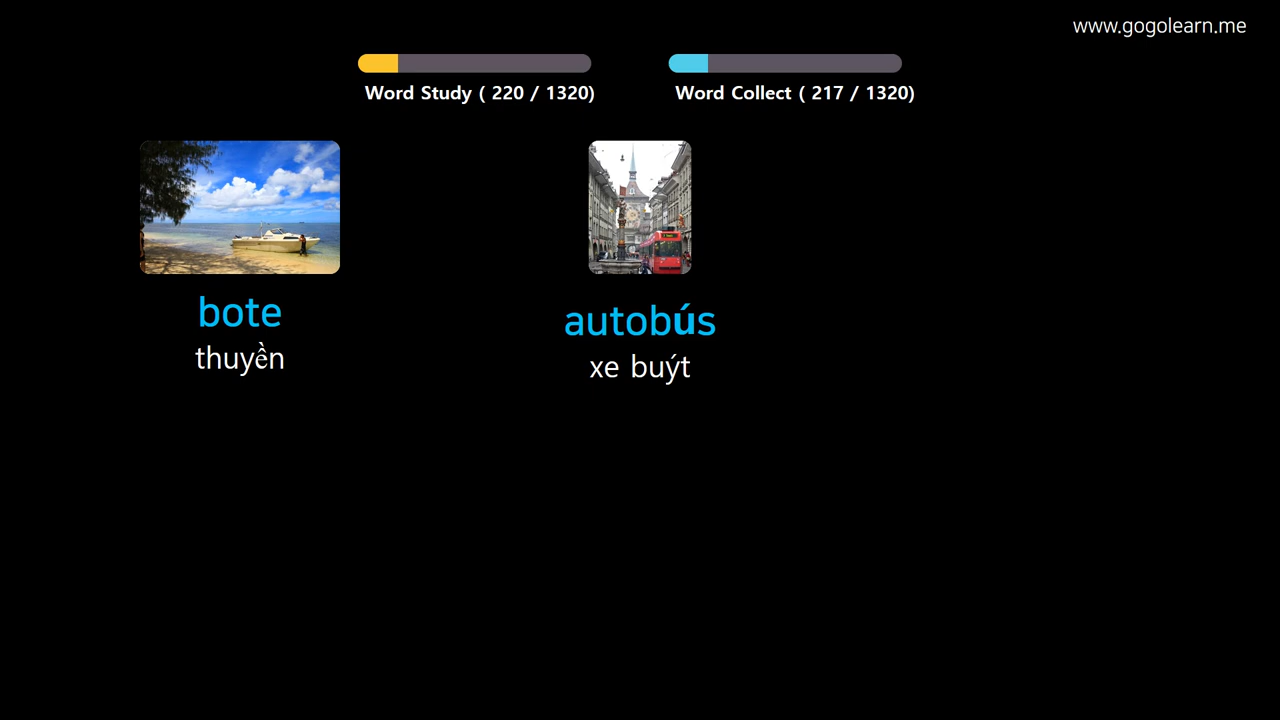 www.gogolearn.me
Word Study ( 220 / 1320)
Word Collect ( 217 / 1320)
bote
thuyền
autobús
xe buýt